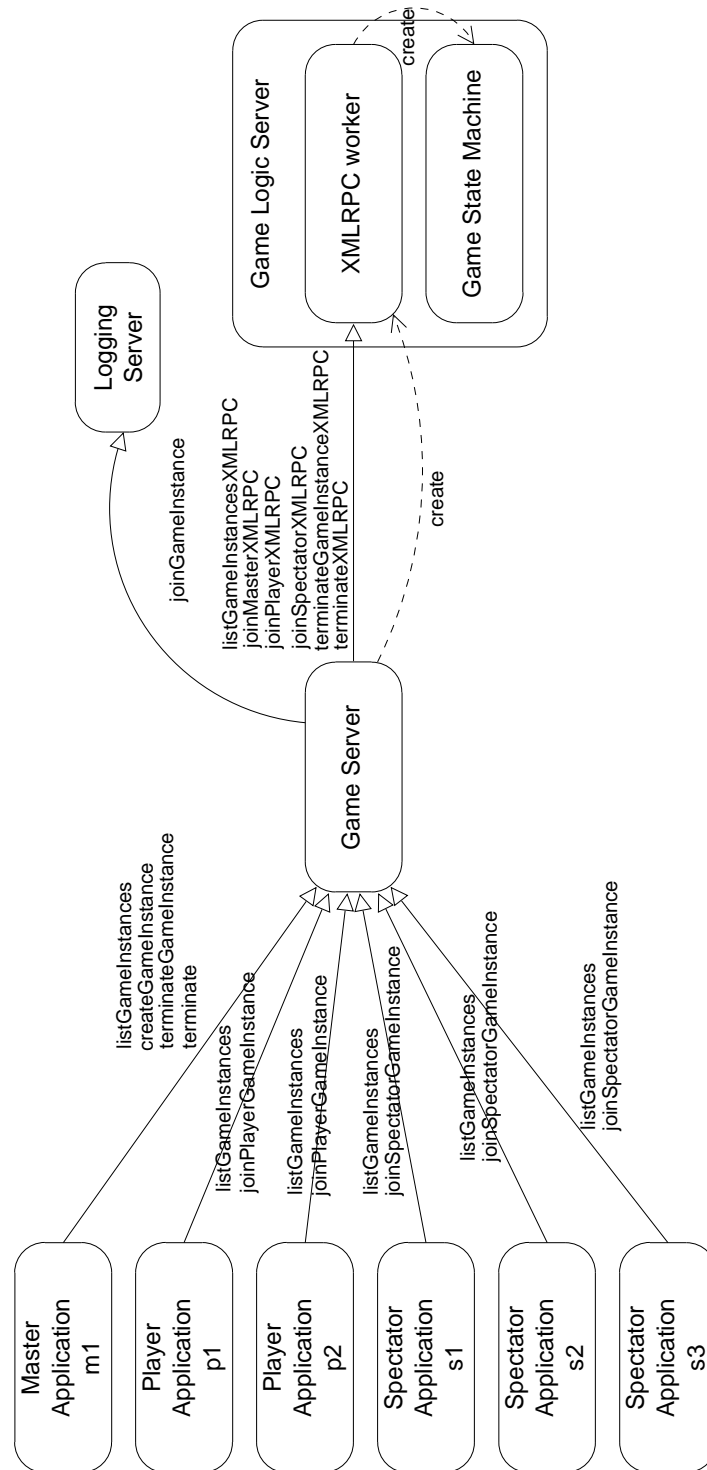 Master
Application
m1
Player
Application
p1
Player
Application
p2
Spectator
Application
s1
Spectator
Application
s2
Spectator
Application
s3
listGameInstances
createGameInstance
terminateGameInstance
terminate
listGameInstances
joinPlayerGameInstance
listGameInstances
joinPlayerGameInstance
listGameInstances
joinSpectatorGameInstance
listGameInstances
joinSpectatorGameInstance
listGameInstances
joinSpectatorGameInstance
Game Server
joinGameInstance
listGameInstancesXMLRPC
joinMasterXMLRPC
joinPlayerXMLRPC
joinSpectatorXMLRPC
terminateGameInstanceXMLRPC
terminateXMLRPC
create
Logging
Server
Game Logic Server
XMLRPC worker
create
Game State Machine